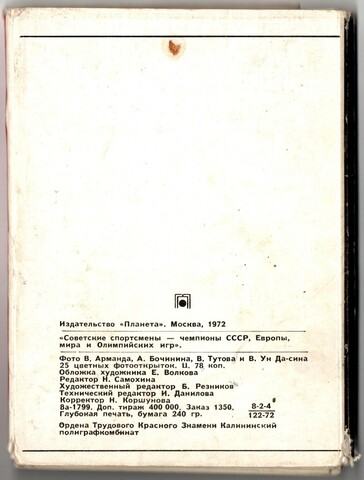 Издательство «Планета». Москва, 1972
«Советские спортсмены — чемпионы СССР, Европы,
мира и Олимпийских игр».
Фото В. Арманда, А. Бочинина, В. Тутова и В. Ун Да-сина
25 цветных фотооткрыток. Ц. 78 коп.
Обложка художника Е. Волкова
Редактор Н. Самохина
Художественный редактор Б. Резников
Технический редактор И. Данилова
Корректор Н. Коршунова
8а-1799. Доп. тираж 400 000. Заказ 1350. 8-2-4
Глубокая печать, бумага 240 гр. 122-72
Ордена Трудового Красного Знамени Калининский
полиграфкомбинат